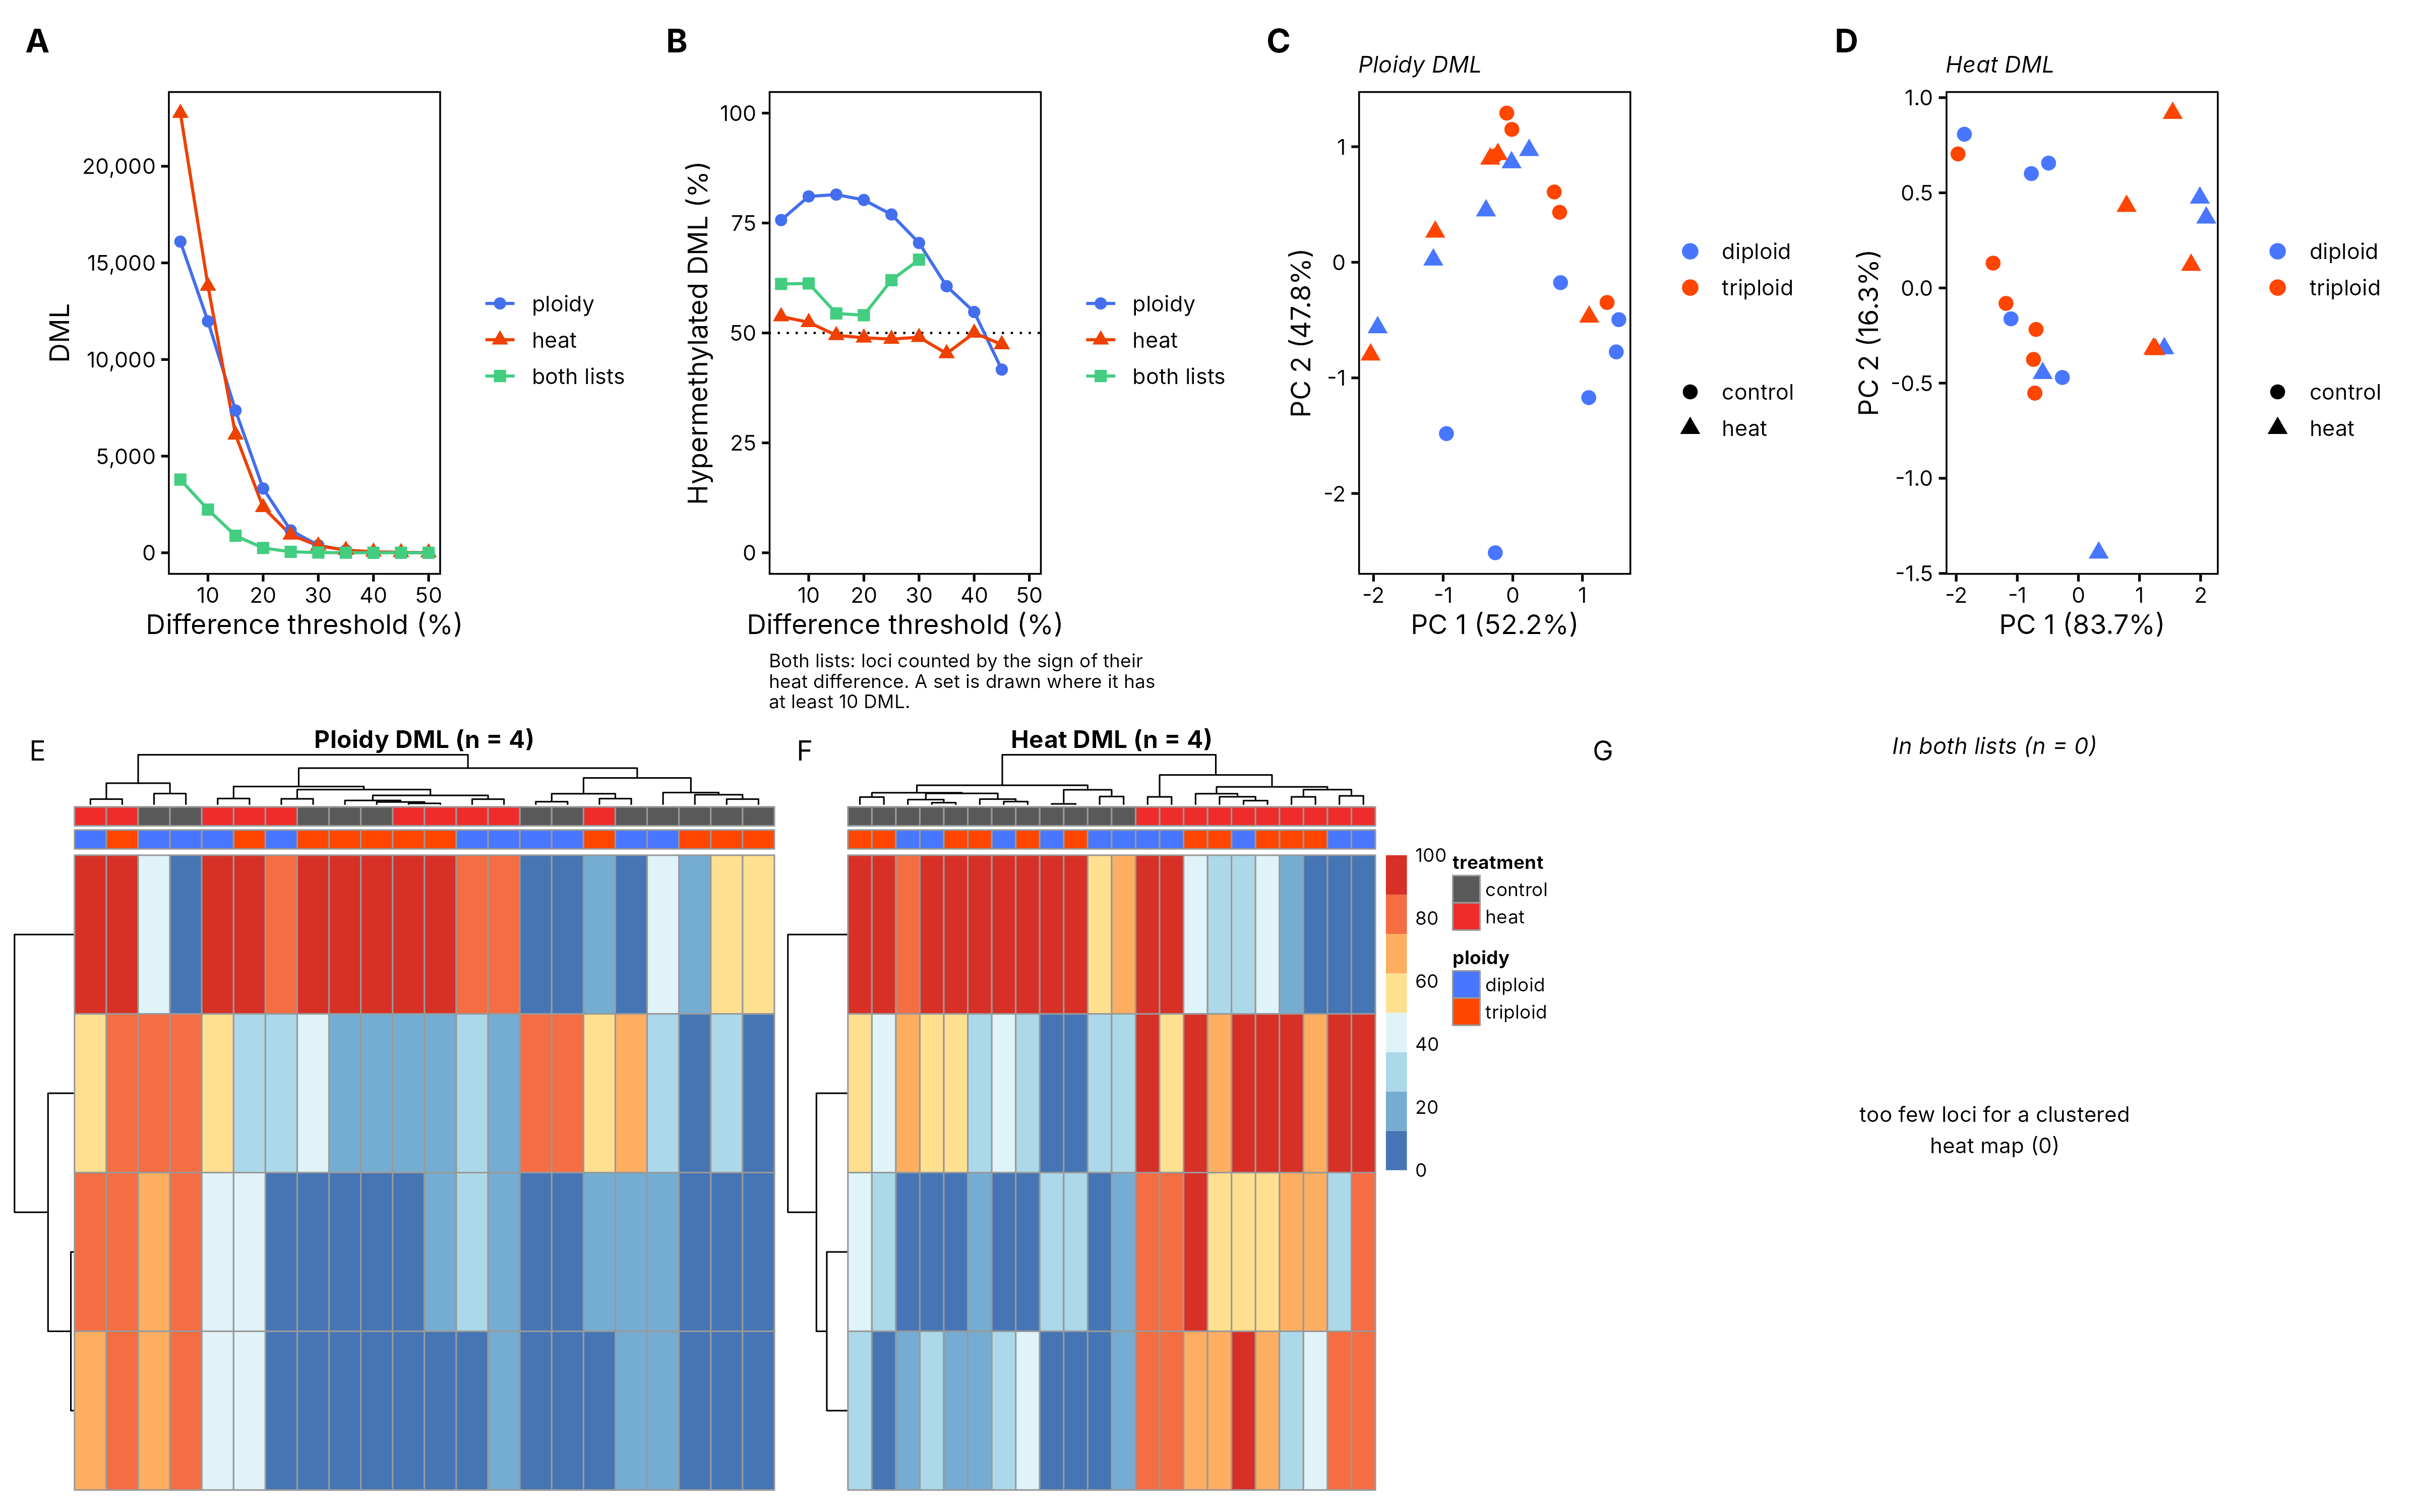 A
DML
20,000
15,000
10,000
5,000
0
10 20 30 40 50
Difference threshold (%)
ploidy
heat
both lists
B
Hypermethylated DML (%)
100
75
50
25
0
10 20 30 40 50
Difference threshold (%)
Both lists: loci counted by the sign of their
heat difference. A set is drawn where it has
at least 10 DML.
ploidy
heat
both lists
C
Ploidy DML
PC 2 (47.8%)
1
0
-1
-2
-2 -1 0 1
PC 1 (52.2%)
diploid
triploid
control
heat
D
Heat DML
PC 2 (16.3%)
1.0
0.5
0.0
-0.5
-1.0
-1.5
-2 -1 0 1 2
PC 1 (83.7%)
diploid
triploid
control
heat
E
Ploidy DML (n = 4)
F
Heat DML (n = 4)
100
80
60
40
20
0
treatment
control
heat
ploidy
diploid
triploid
G
In both lists (n = 0)
too few loci for a clustered
heat map (0)